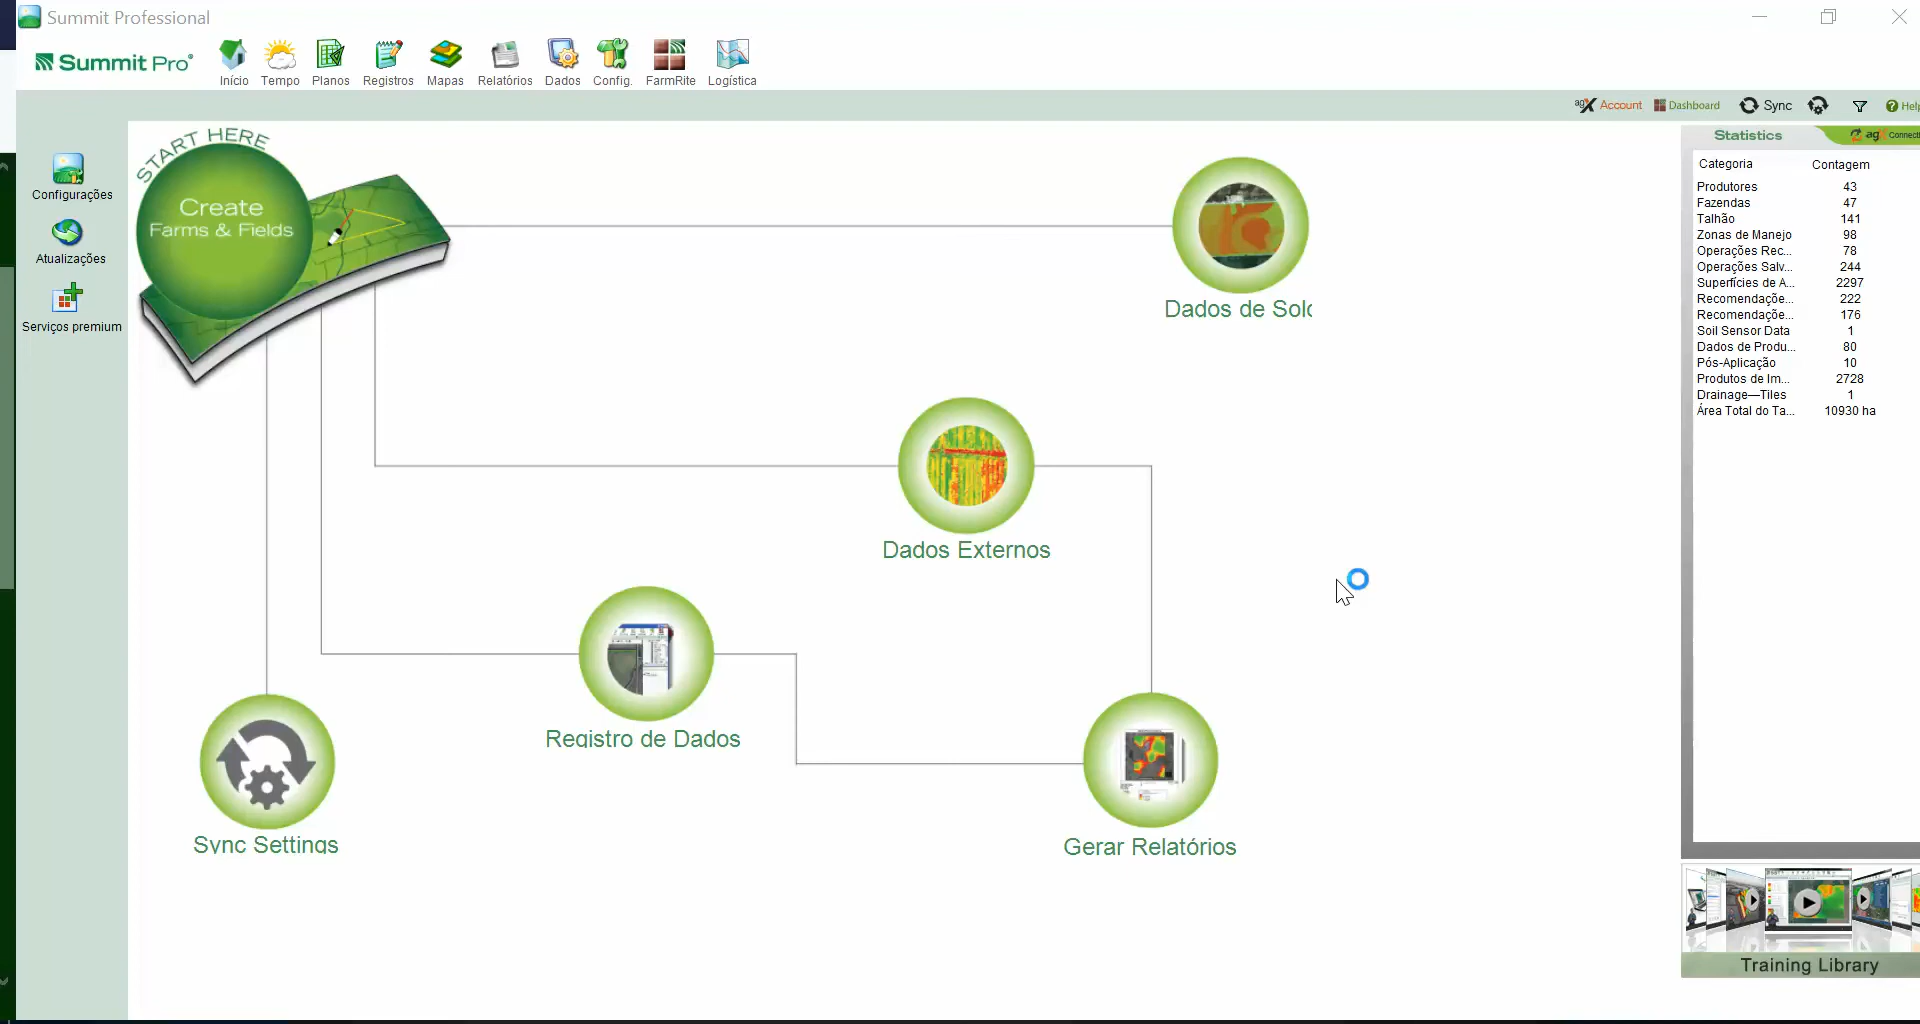 Summit Professional
Summit Pro
Início
Tempo
Planos
Registros
Mapas
Relatórios
Dados
Config.
FarmRite
Logística
agX Account
Dashboard
Sync
Help
Configurações
Atualizações
Serviços premium
START HERE
Create
Farms & Fields
Dados de Solo
Dados Externos
Registro de Dados
Sync Settings
Gerar Relatórios
Statistics
agX Connect
Categoria Contagem
Produtores 43
Fazendas 47
Talhão 141
Zonas de Manejo 98
Operações Rec... 78
Operações Salv... 244
Superfícies de A... 2297
Recomendaçõe... 222
Recomendaçõe... 176
Soil Sensor Data 1
Dados de Produ... 80
Pós-Aplicação 10
Produtos de Im... 2728
Drainage—Tiles 1
Área Total do Ta... 10930 ha
Training Library